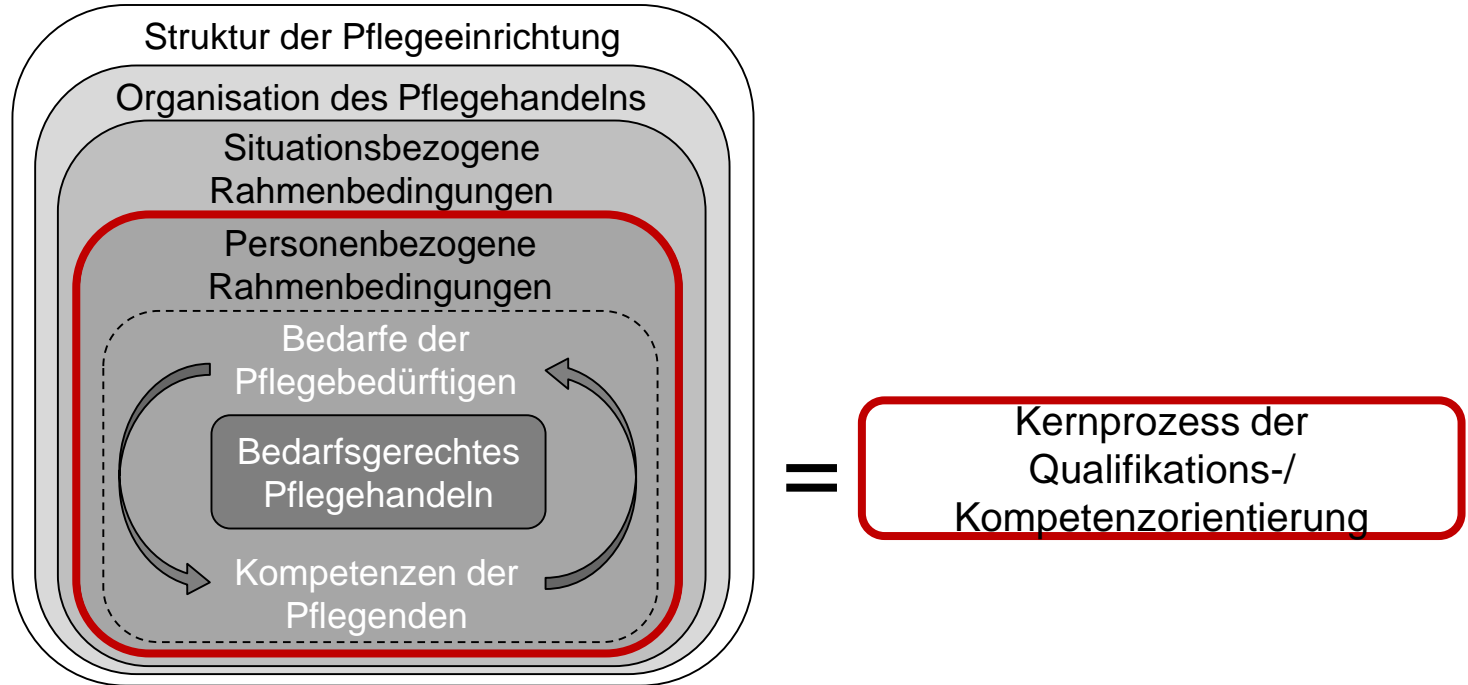 Struktur der Pflegeeinrichtung
Organisation des Pflegehandelns
Situationsbezogene
Rahmenbedingungen
Personenbezogene
Rahmenbedingungen
Bedarfe der
Pflegebedürftigen
Bedarfsgerechtes
Pflegehandeln
Kompetenzen der
Pflegenden
=
Kernprozess der
Qualifikations-/
Kompetenzorientierung